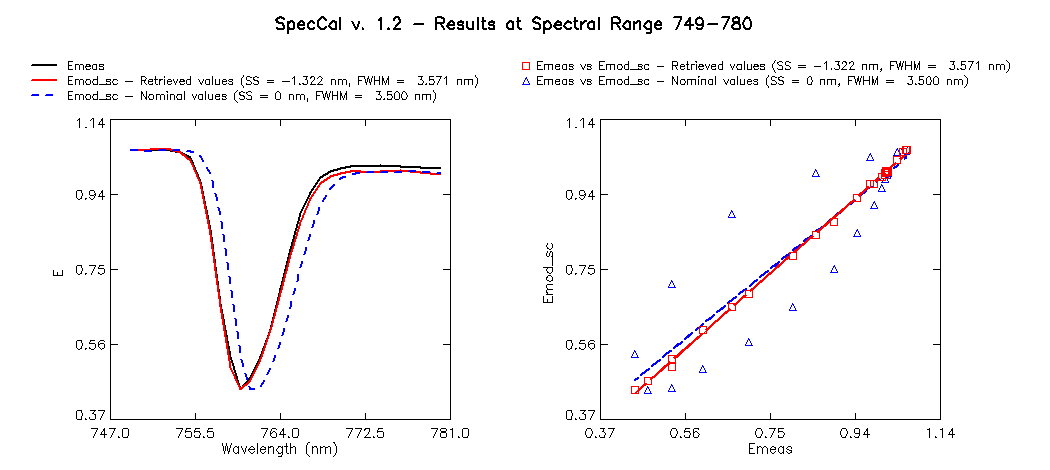 SpecCal v. 1.2 - Results at Spectral Range 749-780
Emeas
Emod_sc - Retrieved values (SS = -1.322 nm, FWHM = 3.571 nm)
Emod_sc - Nominal values (SS = 0 nm, FWHM = 3.500 nm)
Emeas vs Emod_sc - Retrieved values (SS = -1.322 nm, FWHM = 3.571 nm)
Emeas vs Emod_sc - Nominal values (SS = 0 nm, FWHM = 3.500 nm)
1.14
0.94
0.75
0.56
0.37
E
747.0 755.5 764.0 772.5 781.0
Wavelength (nm)
1.14
0.94
0.75
0.56
0.37
Emod_sc
0.37 0.56 0.75 0.94 1.14
Emeas